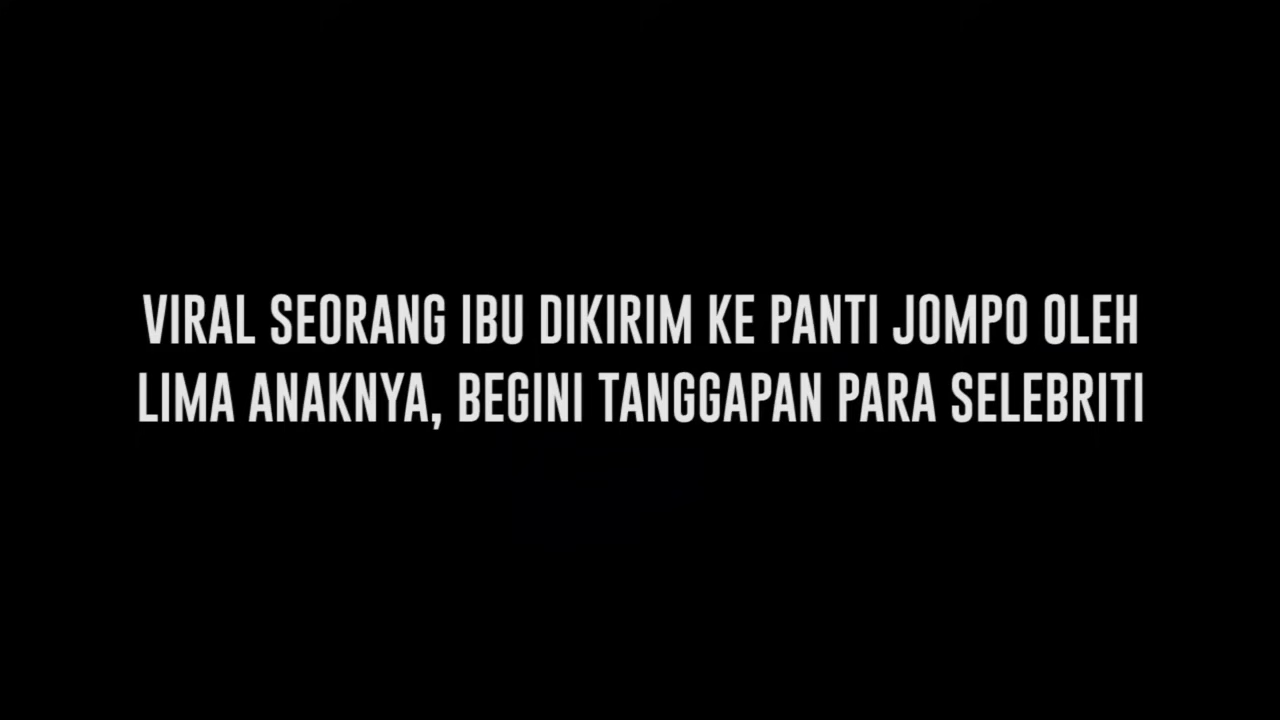 VIRAL SEORANG IBU DIKIRIM KE PANTI JOMPO OLEH
LIMA ANAKNYA, BEGINI TANGGAPAN PARA SELEBRITI